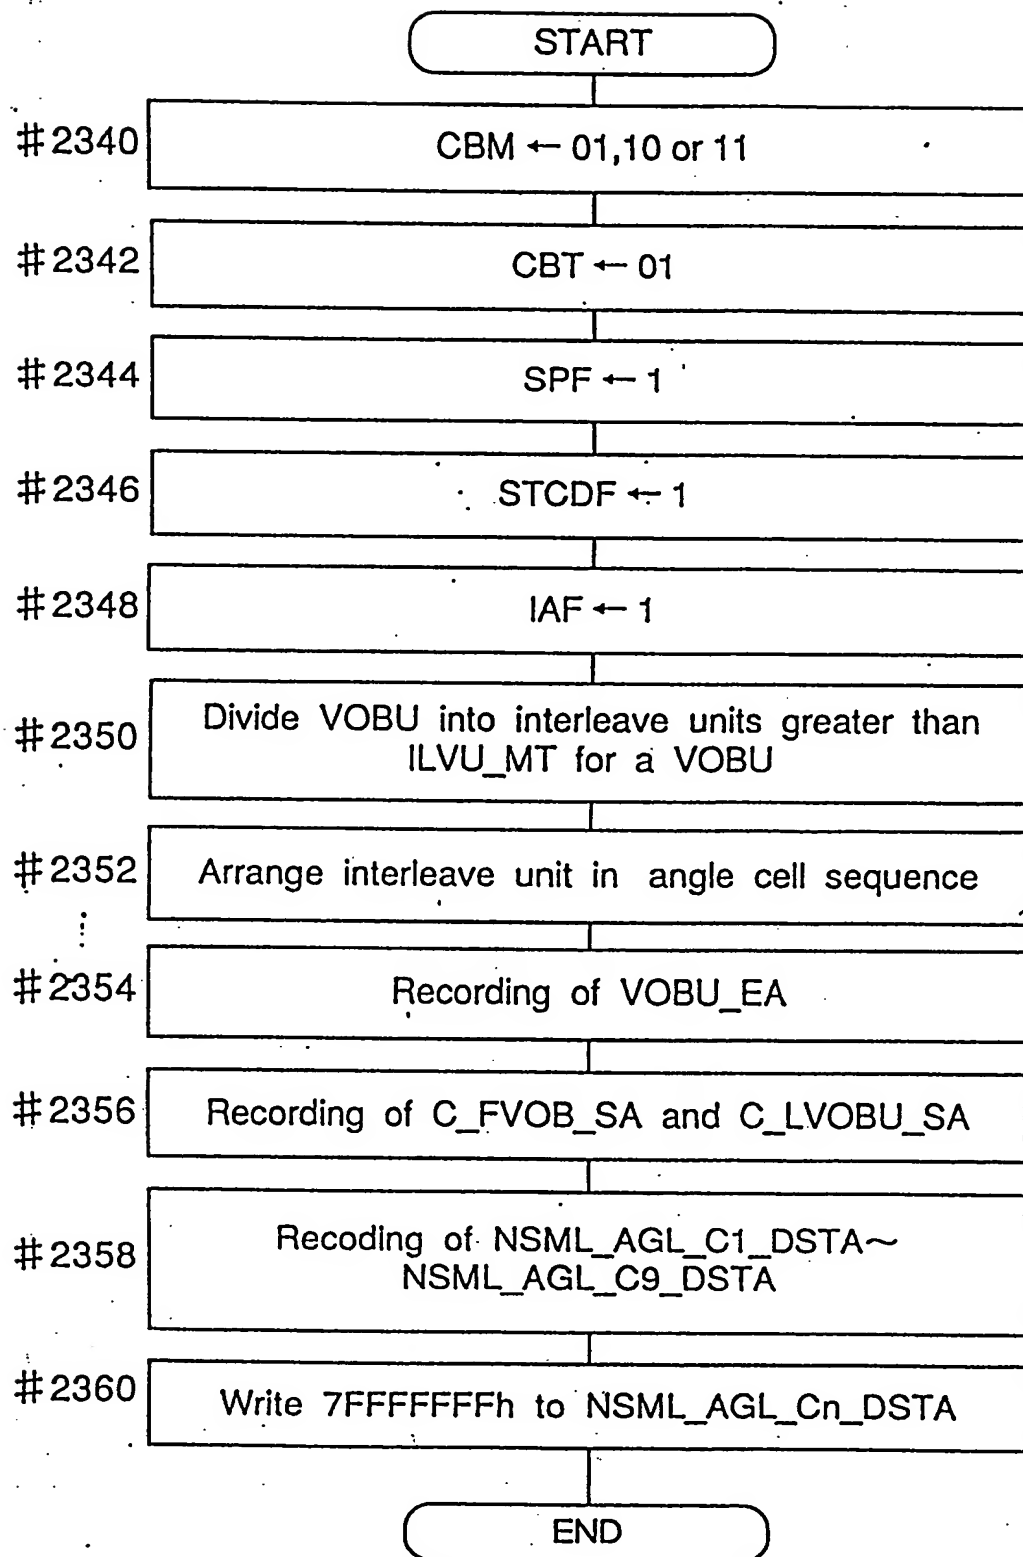 START
#2340 CBM ← 01,10 or 11
#2342 CBT ← 01
#2344 SPF ← 1
#2346 STCDF ← 1
#2348 IAF ← 1
#2350 Divide VOBU into interleave units greater than
ILVU_MT for a VOBU
#2352 Arrange interleave unit in angle cell sequence
#2354 Recording of VOBU_EA
#2356 Recording of C_FVOB_SA and C_LVOBU_SA
#2358 Recoding of NSML_AGL_C1_DSTA~
NSML_AGL_C9_DSTA
#2360 Write 7FFFFFFFh to NSML_AGL_Cn_DSTA
END